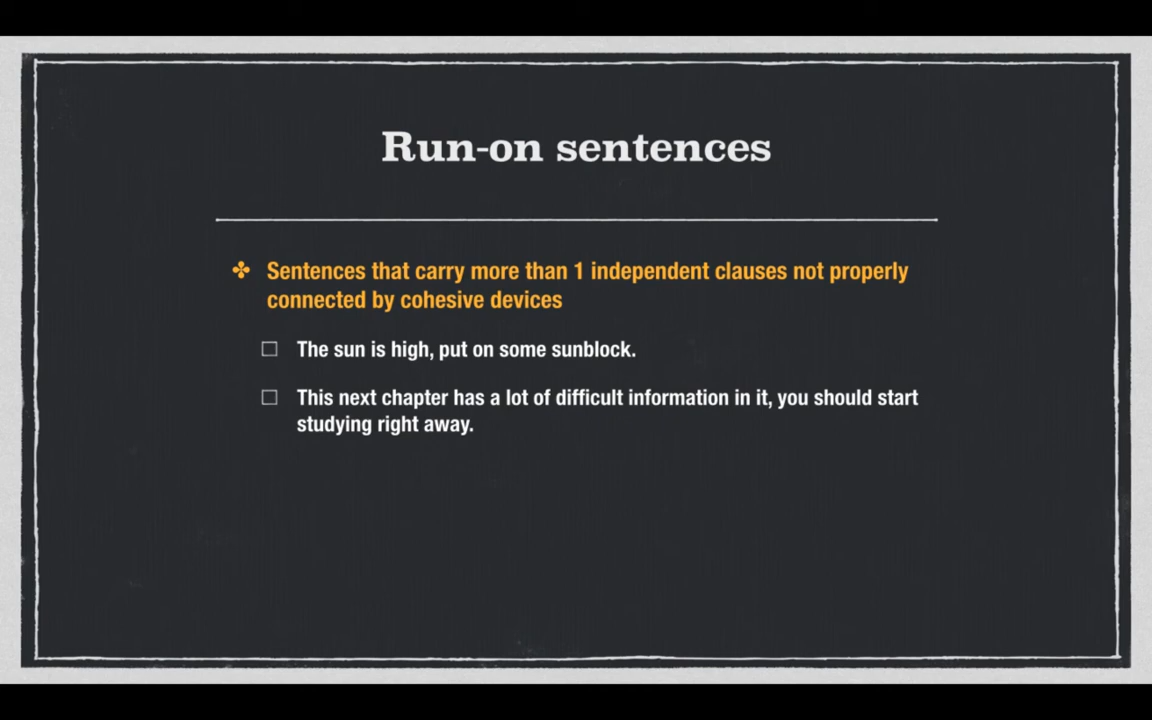 Run-on sentences
Sentences that carry more than 1 independent clauses not properly
connected by cohesive devices
The sun is high, put on some sunblock.
This next chapter has a lot of difficult information in it, you should start
studying right away.